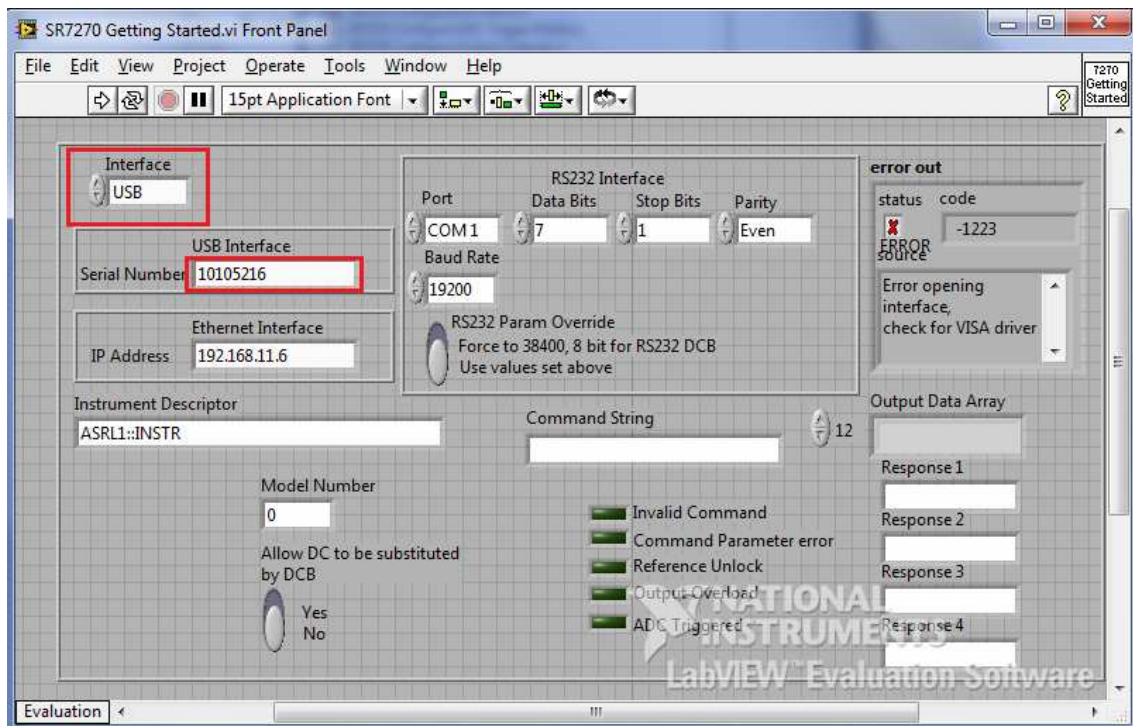 SR7270 Getting Started.vi Front Panel
File Edit View Project Operate Tools Window Help
15pt Application Font
7270
Getting
Started
Interface
USB
USB Interface
Serial Number 10105216
Ethernet Interface
IP Address 192.168.11.6
RS232 Interface
Port Data Bits Stop Bits Parity
COM1 7 1 Even
Baud Rate
19200
RS232 Param Override
Force to 38400, 8 bit for RS232 DCB
Use values set above
error out
status code
ERROR -1223
source
Error opening
interface,
check for VISA driver
Instrument Descriptor
ASRL1::INSTR
Command String
12
Output Data Array
Response 1
Response 2
Response 3
Response 4
Model Number
0
Allow DC to be substituted
by DCB
Yes
No
Invalid Command
Command Parameter error
Reference Unlock
Output Overload
ADC Triggered
NATIONAL
INSTRUMENTS
LabVIEW™ Evaluation Software
Evaluation